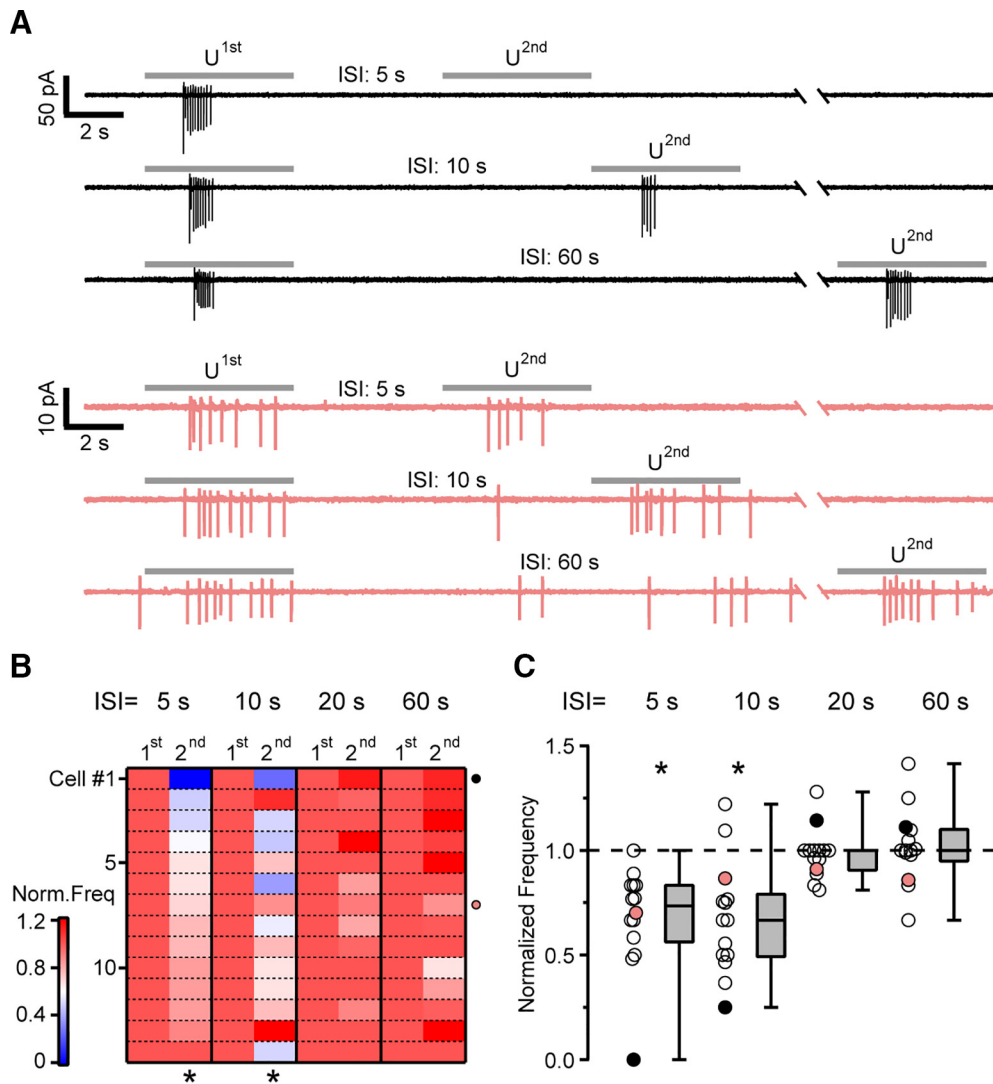 A
U1st
ISI: 5 s
U2nd
50 pA
2 s
ISI: 10 s
U2nd
ISI: 60 s
U2nd
U1st
ISI: 5 s
U2nd
10 pA
2 s
ISI: 10 s
U2nd
ISI: 60 s
U2nd
B
ISI= 5 s 10 s 20 s 60 s
1st 2nd 1st 2nd 1st 2nd 1st 2nd
Cell #1
5
10
Norm.Freq
1.2
0.8
0.4
0
* *
C
ISI= 5 s 10 s 20 s 60 s
* *
Normalized Frequency
1.5
1.0
0.5
0.0